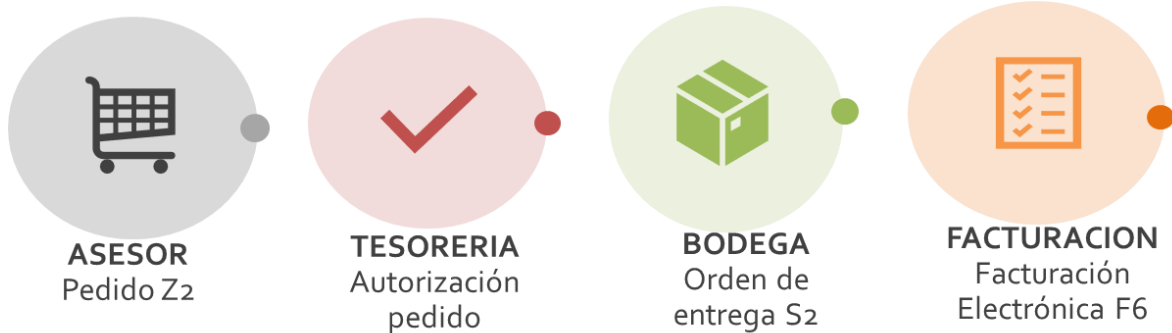 ASESOR
Pedido Z2
TESORERIA
Autorización
pedido
BODEGA
Orden de
entrega S2
FACTURACION
Facturación
Electrónica F6